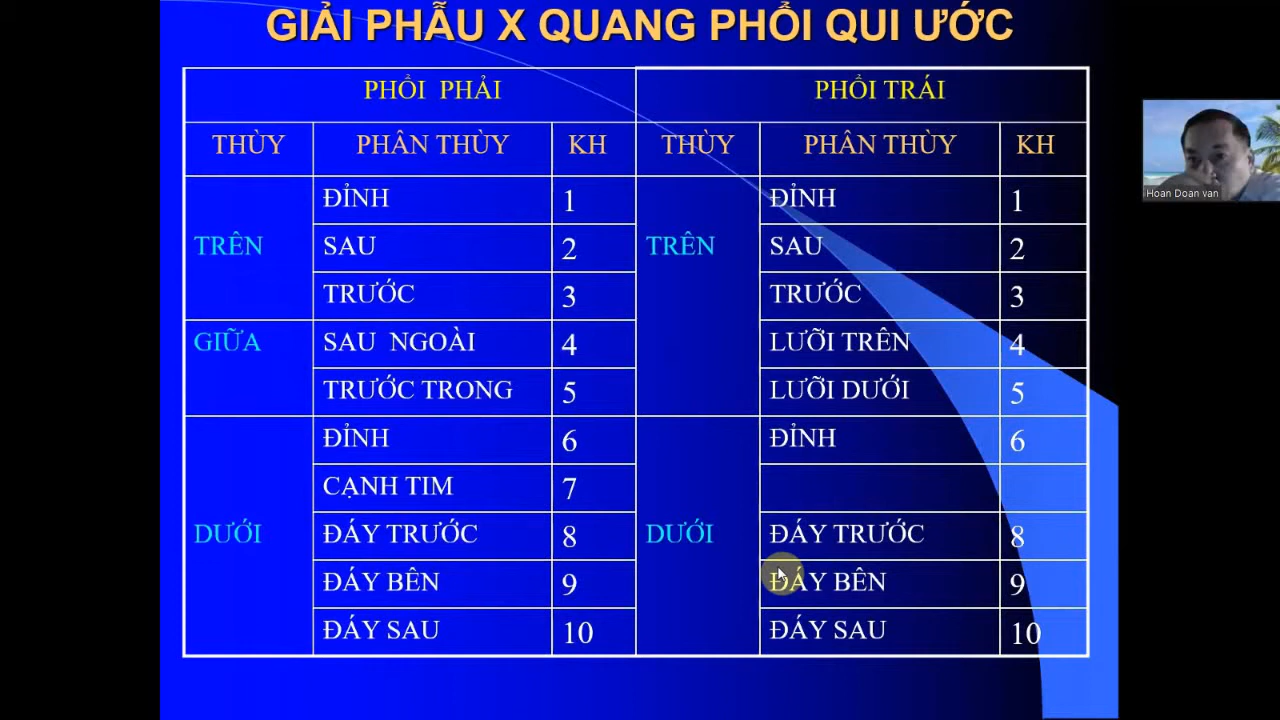 GIẢI PHẪU X QUANG PHỔI QUI ƯỚC
PHỔI PHẢI PHỔI TRÁI
THÙY PHÂN THÙY KH THÙY PHÂN THÙY KH
ĐỈNH 1 ĐỈNH 1
TRÊN SAU 2 TRÊN SAU 2
TRƯỚC 3 TRƯỚC 3
GIỮA SAU NGOÀI 4 LƯỠI TRÊN 4
TRƯỚC TRONG 5 LƯỠI DƯỚI 5
ĐỈNH 6 ĐỈNH 6
CẠNH TIM 7
DƯỚI ĐÁY TRƯỚC 8 DƯỚI ĐÁY TRƯỚC 8
ĐÁY BÊN 9 ĐÁY BÊN 9
ĐÁY SAU 10 ĐÁY SAU 10
Hoan Doan van